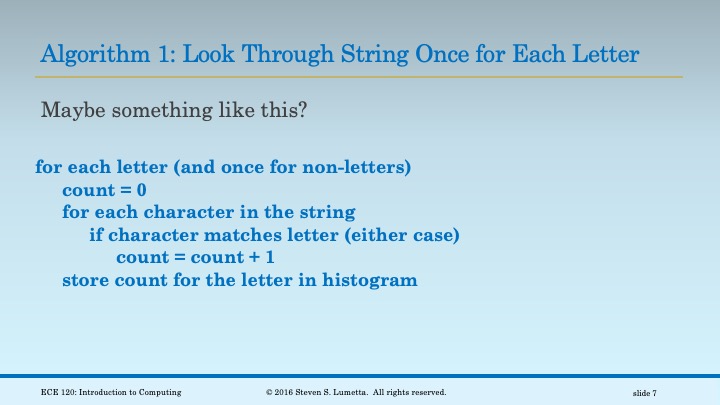 Algorithm 1: Look Through String Once for Each Letter
Maybe something like this?
for each letter (and once for non-letters)
count = 0
for each character in the string
if character matches letter (either case)
count = count + 1
store count for the letter in histogram
ECE 120: Introduction to Computing
© 2016 Steven S. Lumetta. All rights reserved.
slide 7